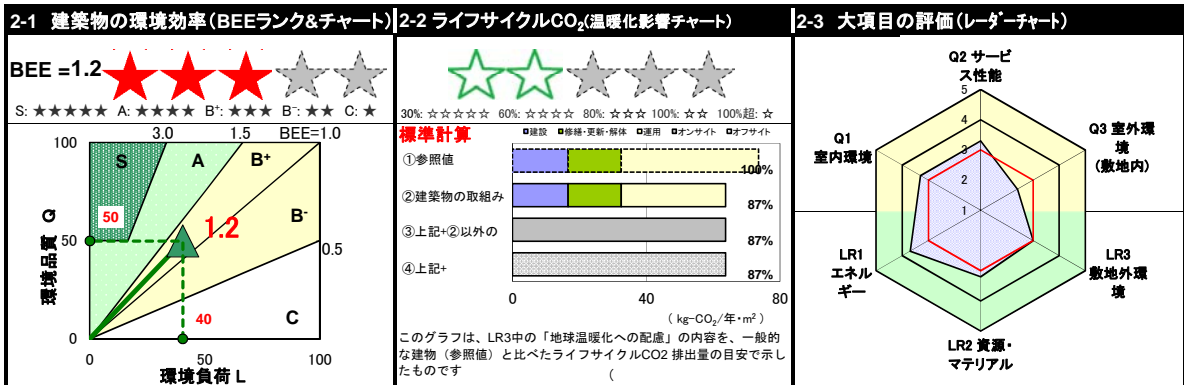 2-1 建築物の環境効率(BEEランク&チャート)
BEE =1.2
S: ★★★★★ A: ★★★★ B+: ★★★ B-: ★★ C: ★
3.0 1.5 BEE=1.0
100
S
A
B+
50
B-
1.2
環境品質 Q
50
0.5
40
C
0
0 50 100
環境負荷 L
2-2 ライフサイクルCO2(温暖化影響チャート)
30%: ☆☆☆☆☆ 60%: ☆☆☆☆ 80%: ☆☆☆ 100%: ☆☆ 100%超: ☆
標準計算
建設 修繕・更新・解体 運用 オンサイト オフサイト
①参照値
100%
②建築物の取組み
87%
③上記+②以外の
87%
④上記+
87%
0 40 80
( kg-CO2/年・m2 )
このグラフは、LR3中の「地球温暖化への配慮」の内容を、一般的
な建物(参照値)と比べたライフサイクルCO2 排出量の目安で示し
たものです
(
2-3 大項目の評価(レーダーチャート)
Q2 サービ
ス性能
5
4
3
2
1
Q1
室内環境
Q3 室外環
境
(敷地内)
LR1
エネル
ギー
LR3
敷地外環
境
LR2 資源・
マテリアル